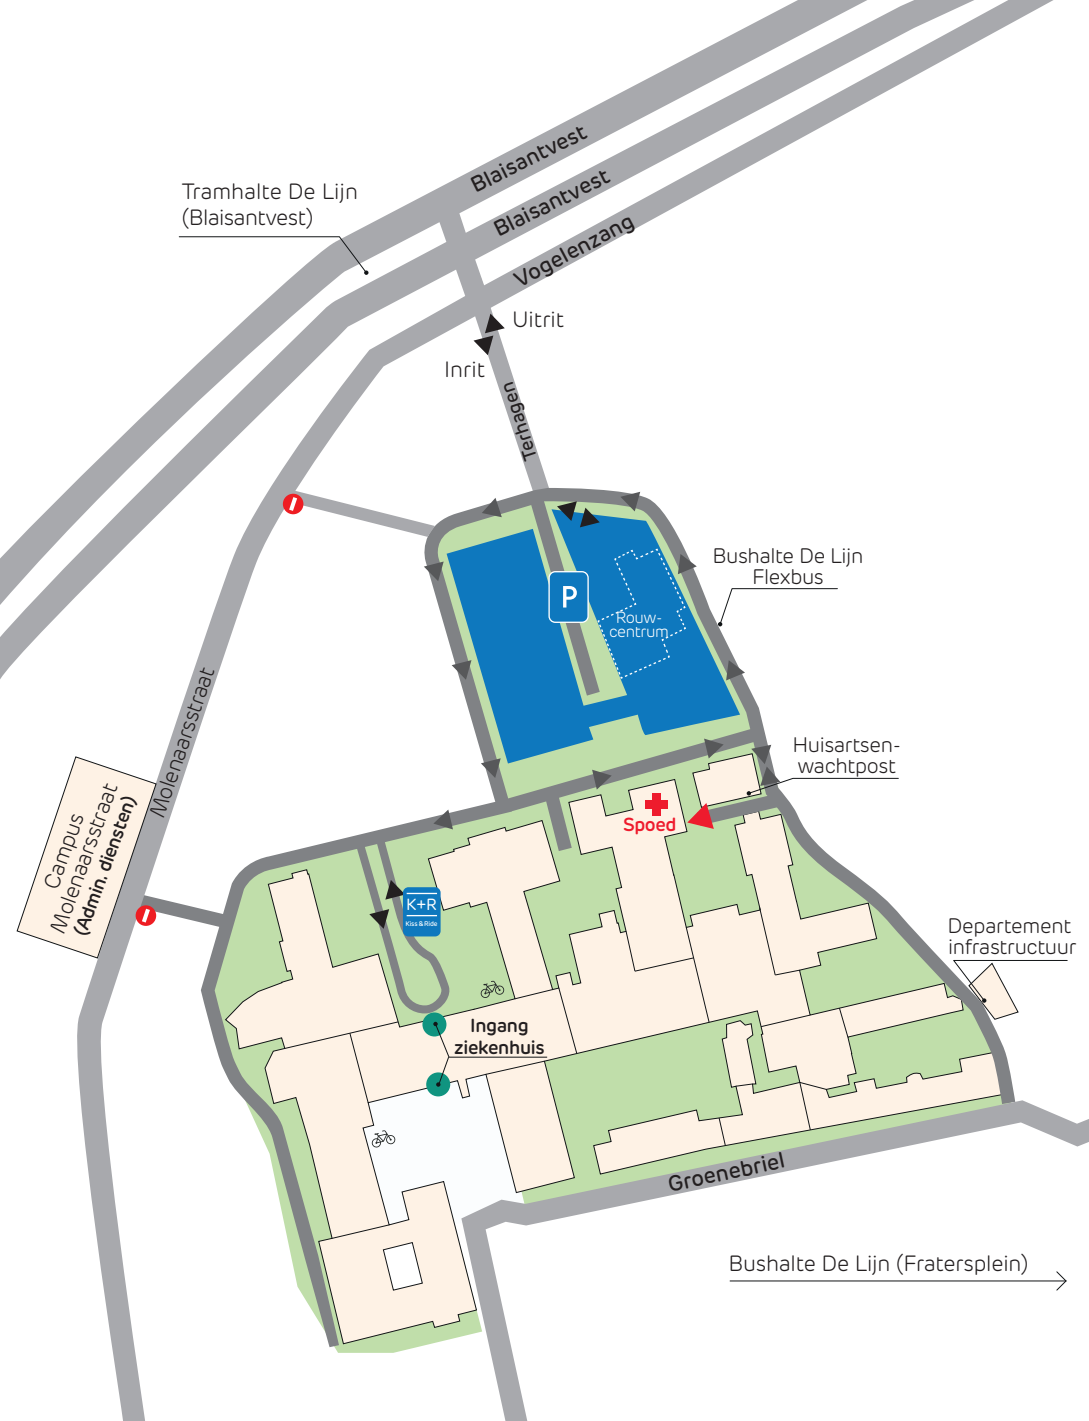 Blaisantvest
Tramhalte De Lijn
(Blaisantvest)
Blaisantvest
Vogelenzang
Uitrit
Inrit
Terhagen
Bushalte De Lijn
Flexbus
P
Rouw-
centrum
Molenaarsstraat
Huisartsen-
wachtpost
Campus
Molenaarsstraat
(Admin. diensten)
Spoed
K+R
Kiss & Ride
Departement
infrastructuur
Ingang
ziekenhuis
Groenebriel
Bushalte De Lijn (Fratersplein)